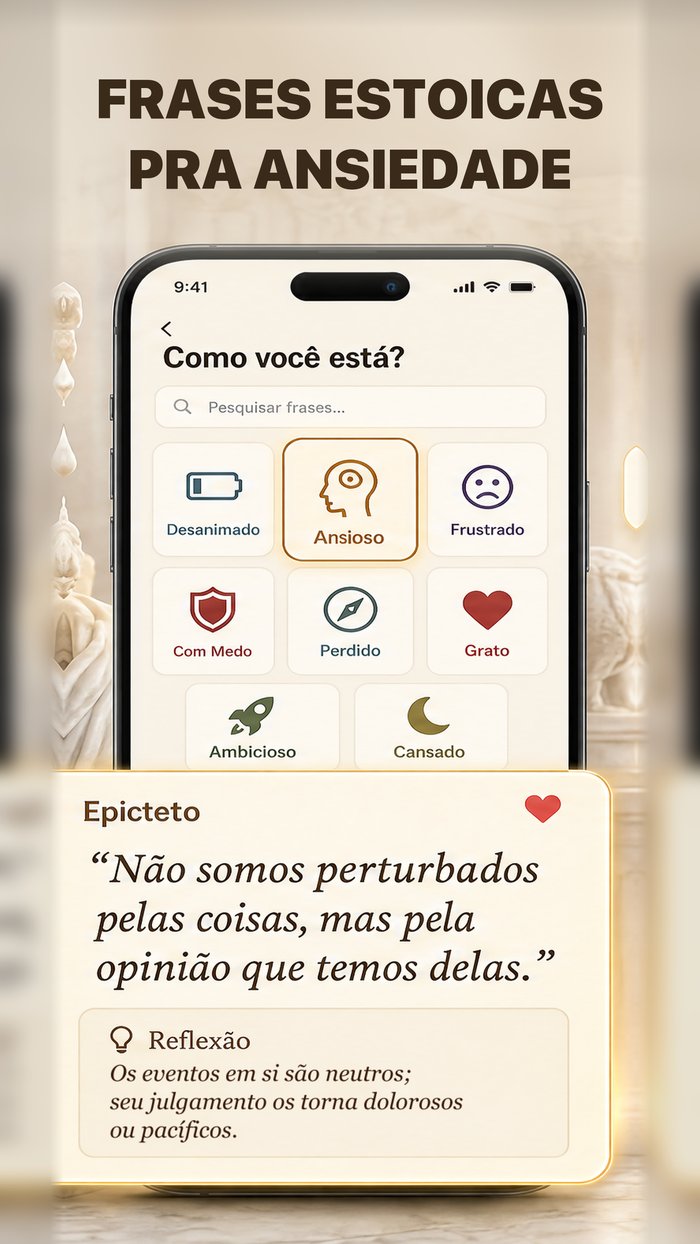 FRASES ESTOICAS
PRA ANSIEDADE
9:41
Como você está?
Pesquisar frases...
Desanimado
Ansioso
Frustrado
Com Medo
Perdido
Grato
Ambicioso
Cansado
Epicteto
“Não somos perturbados
pelas coisas, mas pela
opinião que temos delas.”
Reflexão
Os eventos em si são neutros;
seu julgamento os torna dolorosos
ou pacíficos.